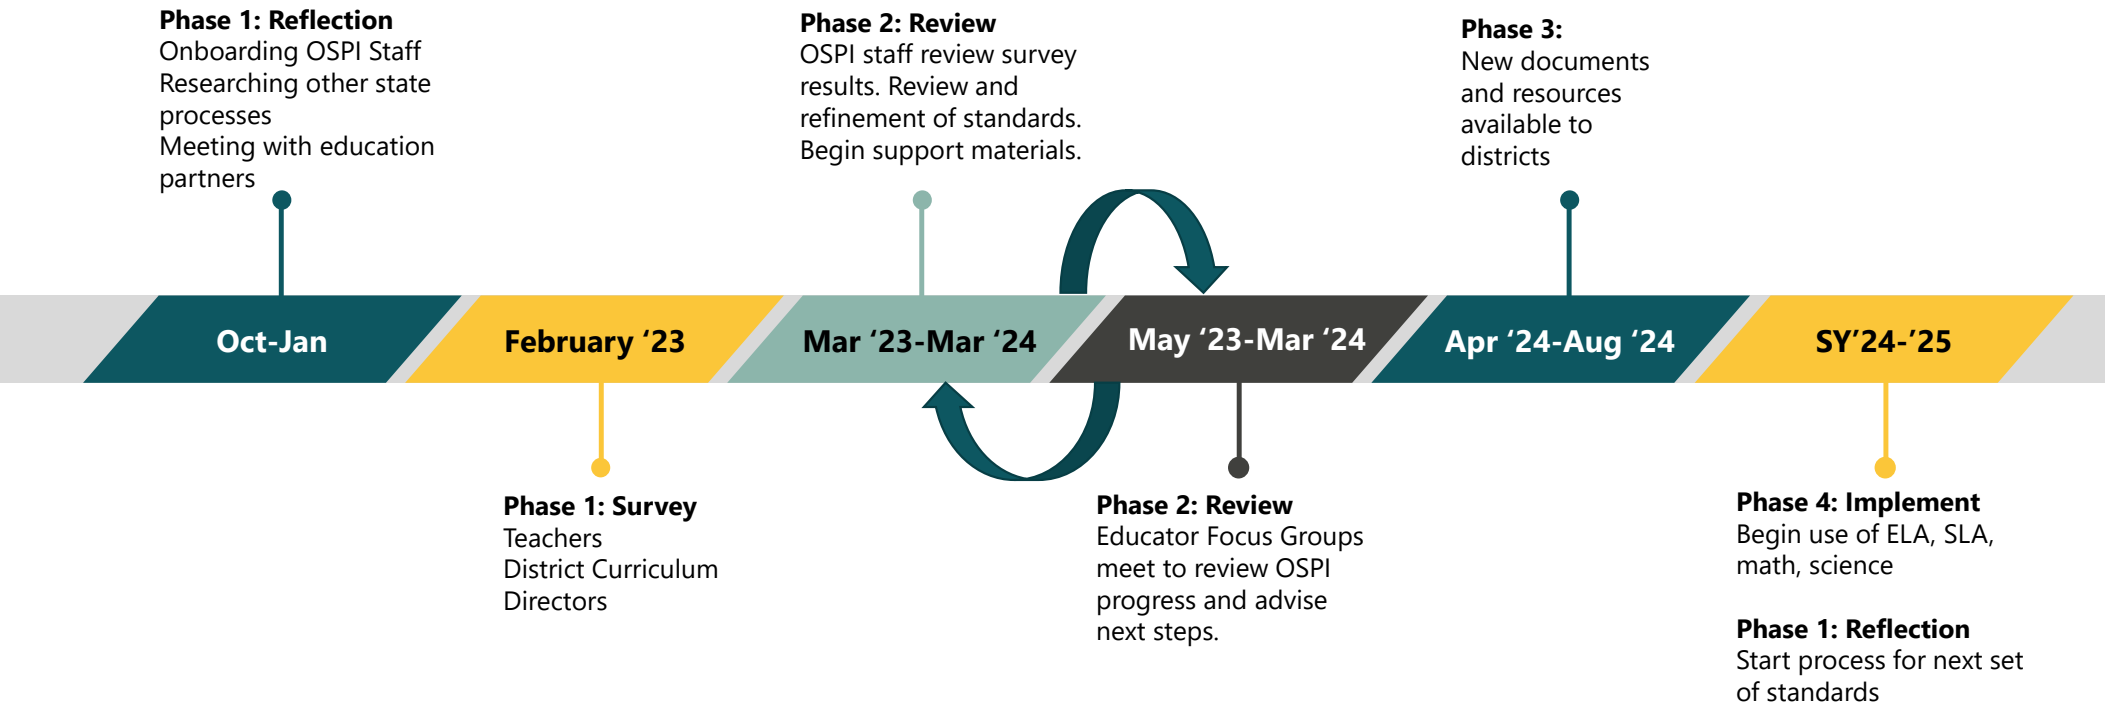 Phase 1: Reflection
Onboarding OSPI Staff
Researching other state
processes
Meeting with education
partners
Phase 2: Review
OSPI staff review survey
results. Review and
refinement of standards.
Begin support materials.
Phase 3:
New documents
and resources
available to
districts
Oct-Jan
February ‘23
Mar ‘23-Mar ‘24
May ‘23-Mar ‘24
Apr ‘24-Aug ‘24
SY’24-’25
Phase 1: Survey
Teachers
District Curriculum
Directors
Phase 2: Review
Educator Focus Groups
meet to review OSPI
progress and advise
next steps.
Phase 4: Implement
Begin use of ELA, SLA,
math, science
Phase 1: Reflection
Start process for next set
of standards